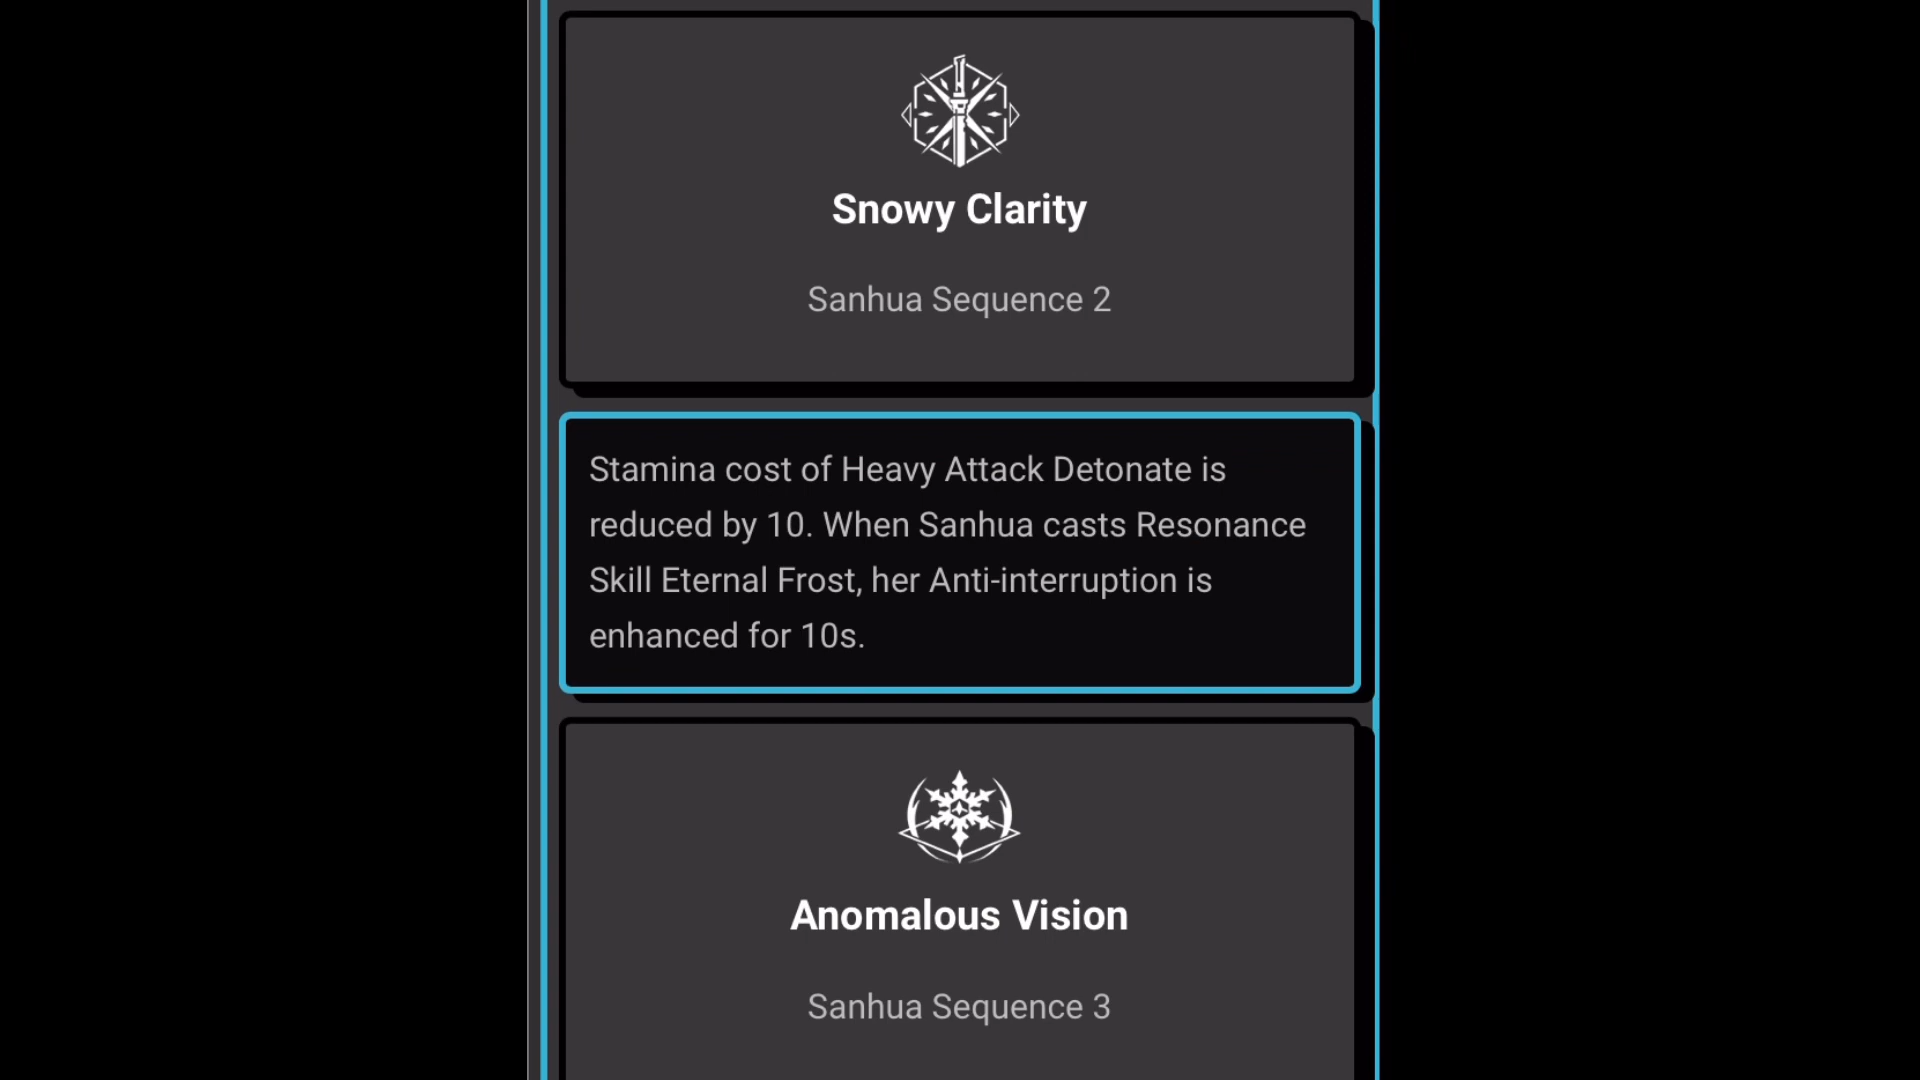 Snowy Clarity
Sanhua Sequence 2
Stamina cost of Heavy Attack Detonate is
reduced by 10. When Sanhua casts Resonance
Skill Eternal Frost, her Anti-interruption is
enhanced for 10s.
Anomalous Vision
Sanhua Sequence 3